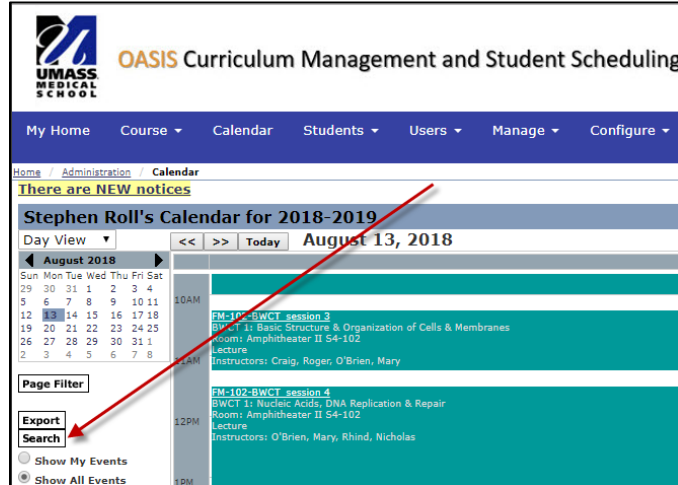 UMASS
MEDICAL
SCHOOL
OASIS Curriculum Management and Student Scheduling
My Home Course Calendar Students Users Manage Configure
Home / Administration / Calendar
There are NEW notices
Stephen Roll's Calendar for 2018-2019
Day View << >> Today August 13, 2018
August 2018
Sun Mon Tue Wed Thu Fri Sat
29 30 31 1 2 3 4
5 6 7 8 9 10 11
12 13 14 15 16 17 18
19 20 21 22 23 24 25
26 27 28 29 30 31 1
2 3 4 5 6 7 8
Page Filter
Export
Search
Show My Events
Show All Events
10AM
FM-102-BWCT session 3
BWCT 1: Basic Structure & Organization of Cells & Membranes
Room: Amphitheater II S4-102
Lecture
11AM
Instructors: Craig, Roger, O'Brien, Mary
FM-102-BWCT session 4
BWCT 1: Nucleic Acids, DNA Replication & Repair
Room: Amphitheater II S4-102
12PM
Lecture
Instructors: O'Brien, Mary, Rhind, Nicholas
1PM